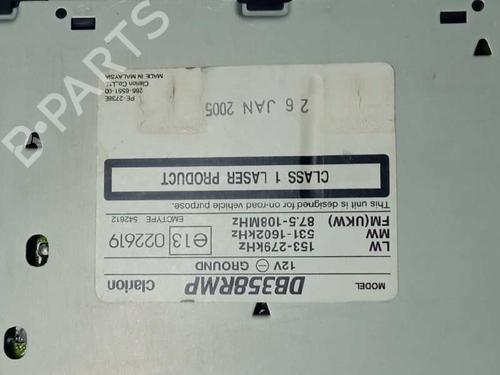 Clarion
MODEL DB358RMP
12V ⊖ GROUND
LW 153-279kHz
MW 531-1602kHz
FM(UKW) 87.5-108MHz
e13 022619
EMCTYPE 542612
This unit is designed for on-road vehicle purpose.
CLASS 1 LASER PRODUCT
26 JAN 2005
PE-2738E
286-6551-00
Clarion Co., Ltd.
MADE IN MALAYSIA
B-PARTS